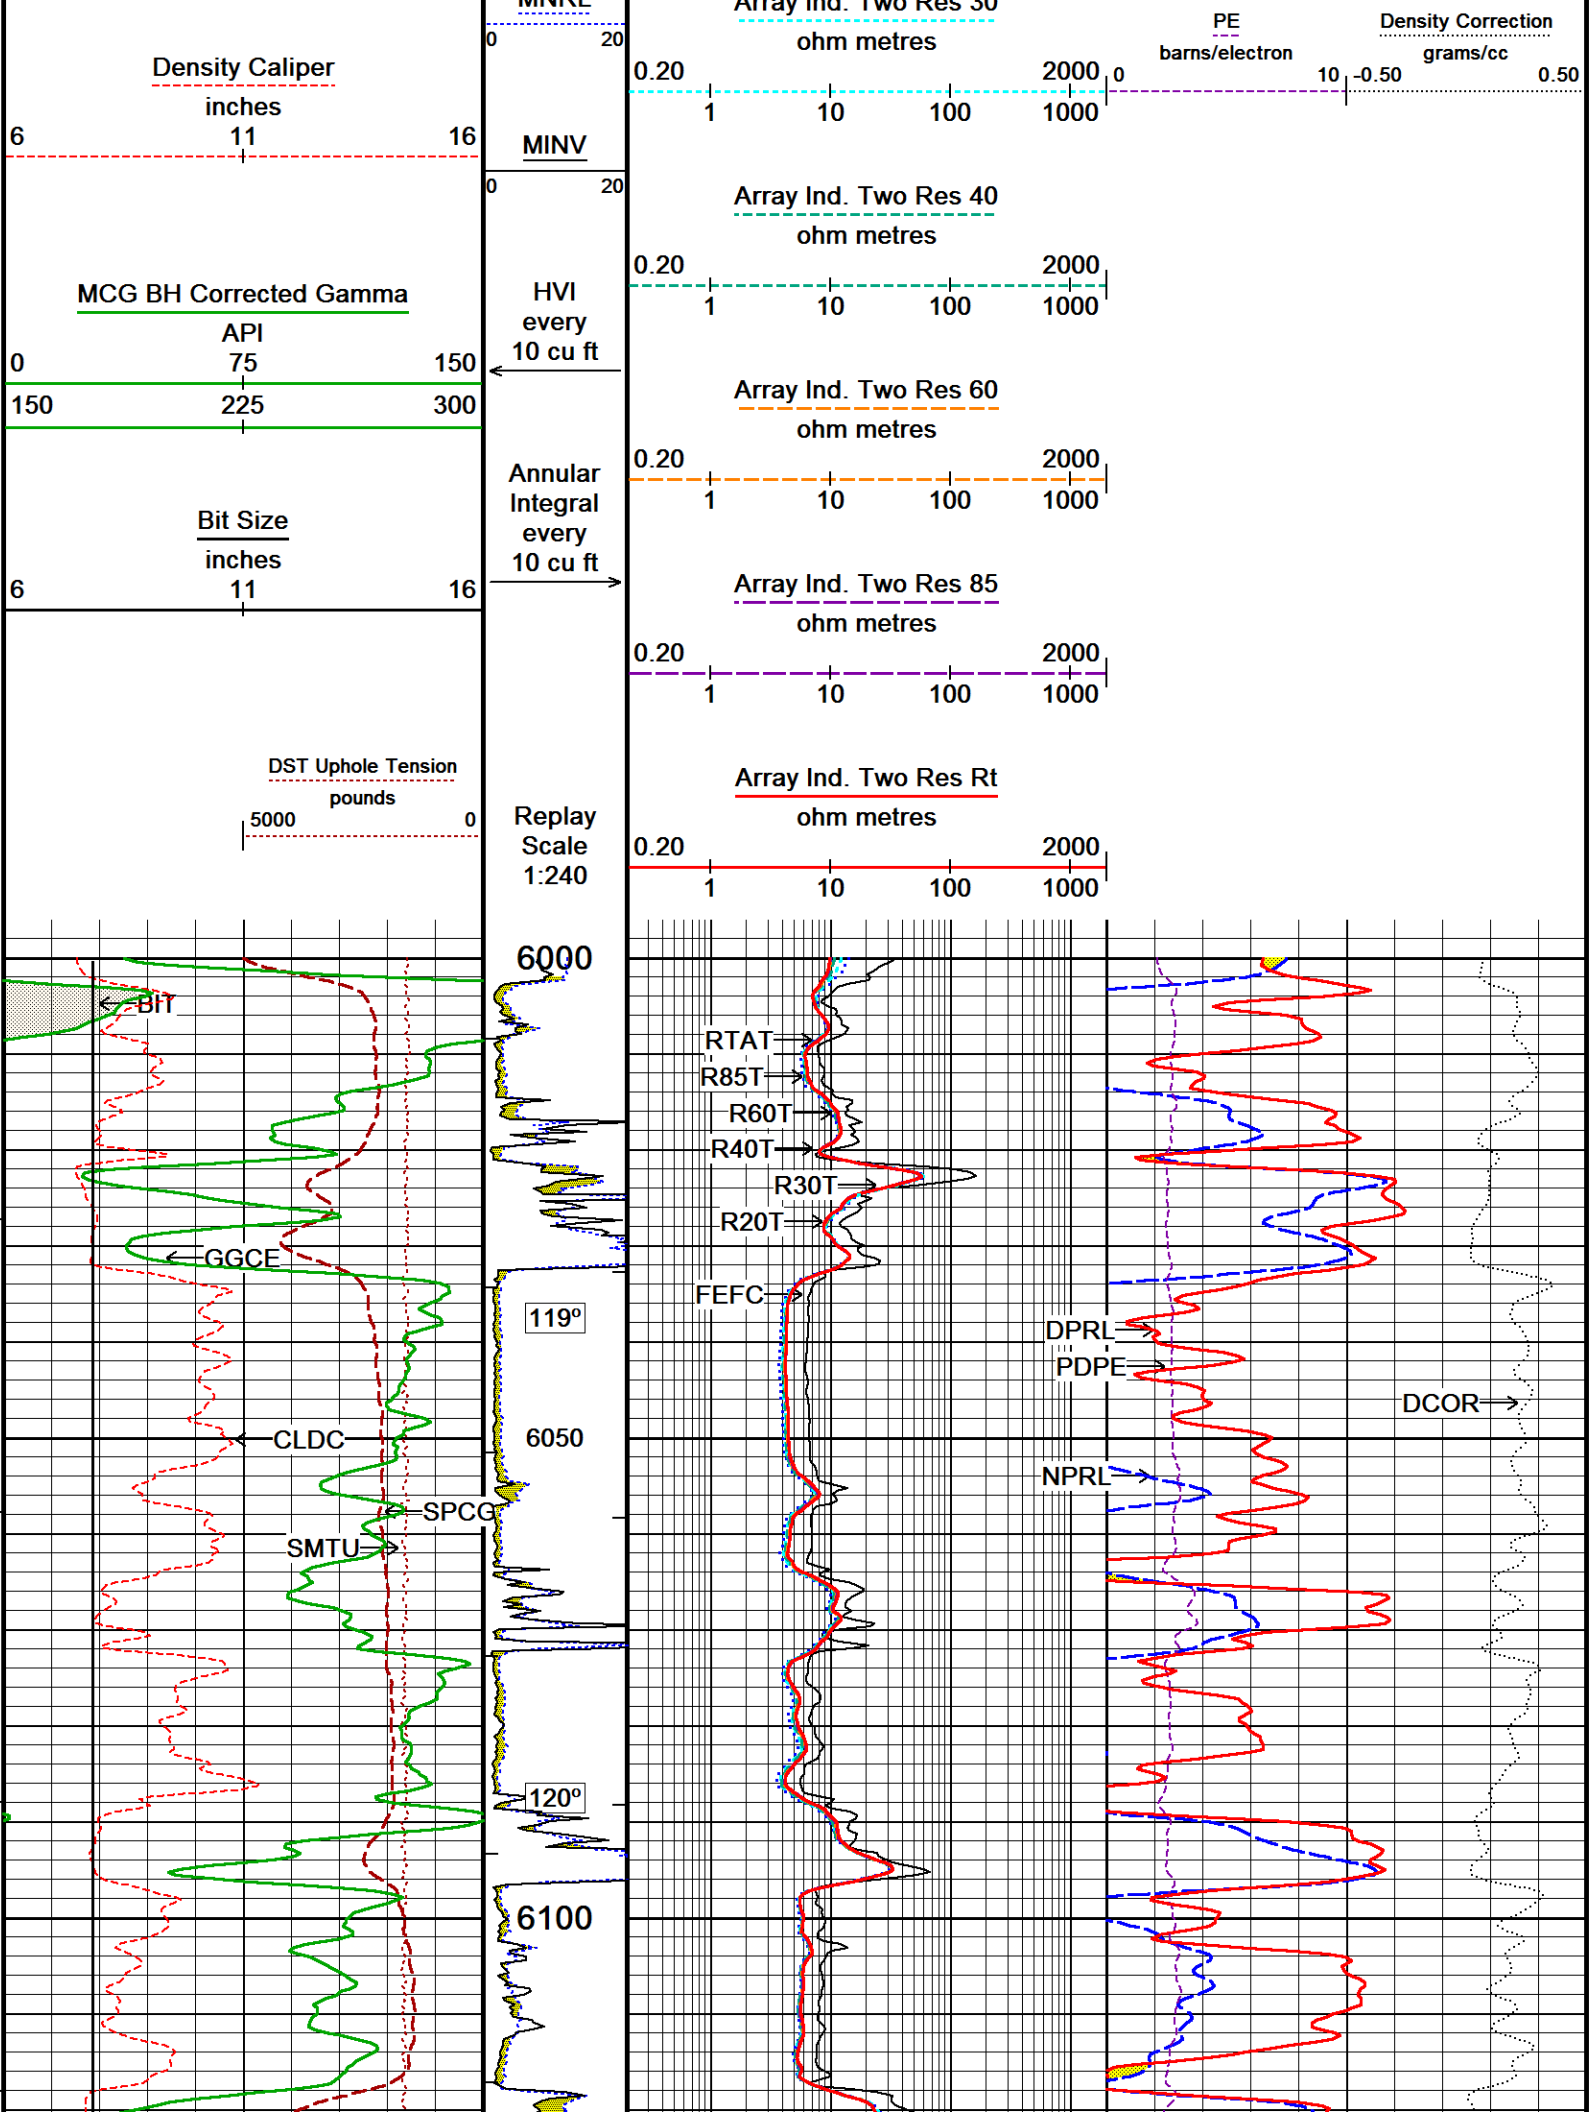 MNRL
0 20
Array Ind. Two Res 30
ohm metres
0.20 2000
1 10 100 1000
PE
barns/electron
0 10
Density Correction
grams/cc
-0.50 0.50
Density Caliper
inches
6 11 16
MINV
0 20
Array Ind. Two Res 40
ohm metres
0.20 2000
1 10 100 1000
MCG BH Corrected Gamma
API
0 75 150
150 225 300
HVI
every
10 cu ft
Array Ind. Two Res 60
ohm metres
0.20 2000
1 10 100 1000
Annular
Integral
every
10 cu ft
Bit Size
inches
6 11 16
Array Ind. Two Res 85
ohm metres
0.20 2000
1 10 100 1000
DST Uphole Tension
pounds
5000 0
Replay
Scale
1:240
Array Ind. Two Res Rt
ohm metres
0.20 2000
1 10 100 1000
6000
BIT
RTAT
R85T
R60T
R40T
R30T
R20T
GGCE
FEFC
119º
DPRL
PDPE
DCOR
CLDC
6050
NPRL
SPCG
SMTU
120º
6100